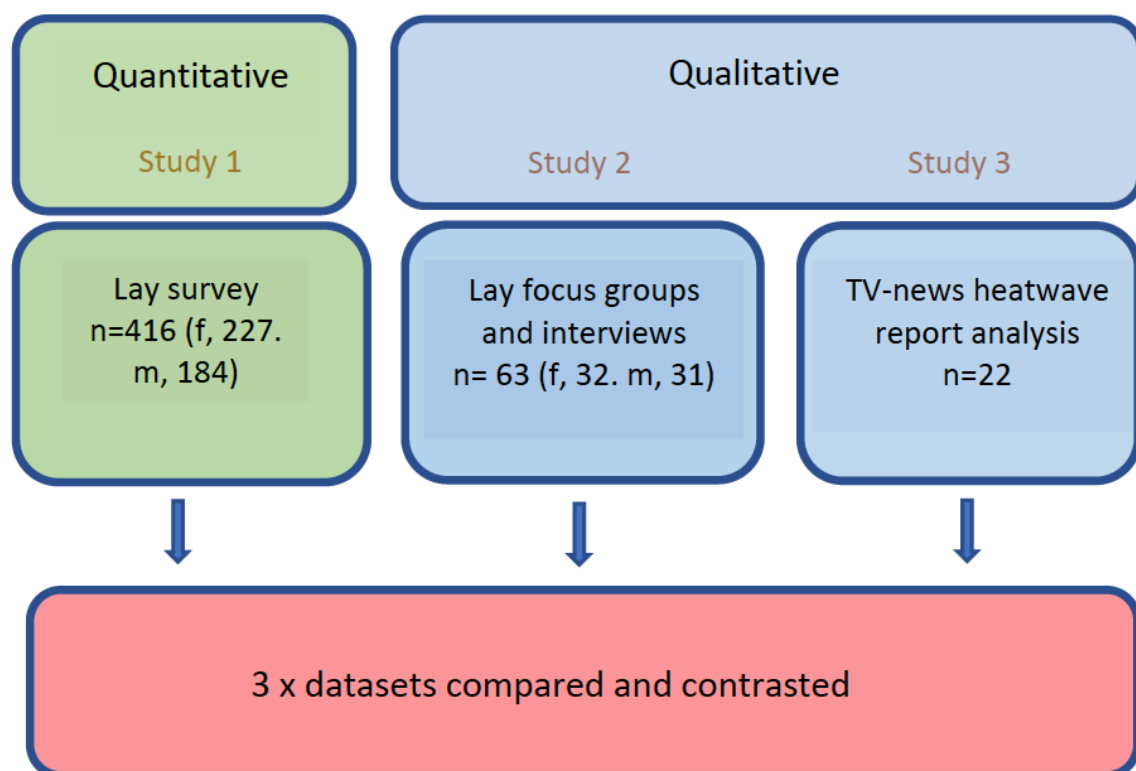 Quantitative
Study 1
Qualitative
Study 2
Study 3
Lay survey
n=416 (f, 227.
m, 184)
Lay focus groups
and interviews
n= 63 (f, 32. m, 31)
TV-news heatwave
report analysis
n=22
3 x datasets compared and contrasted